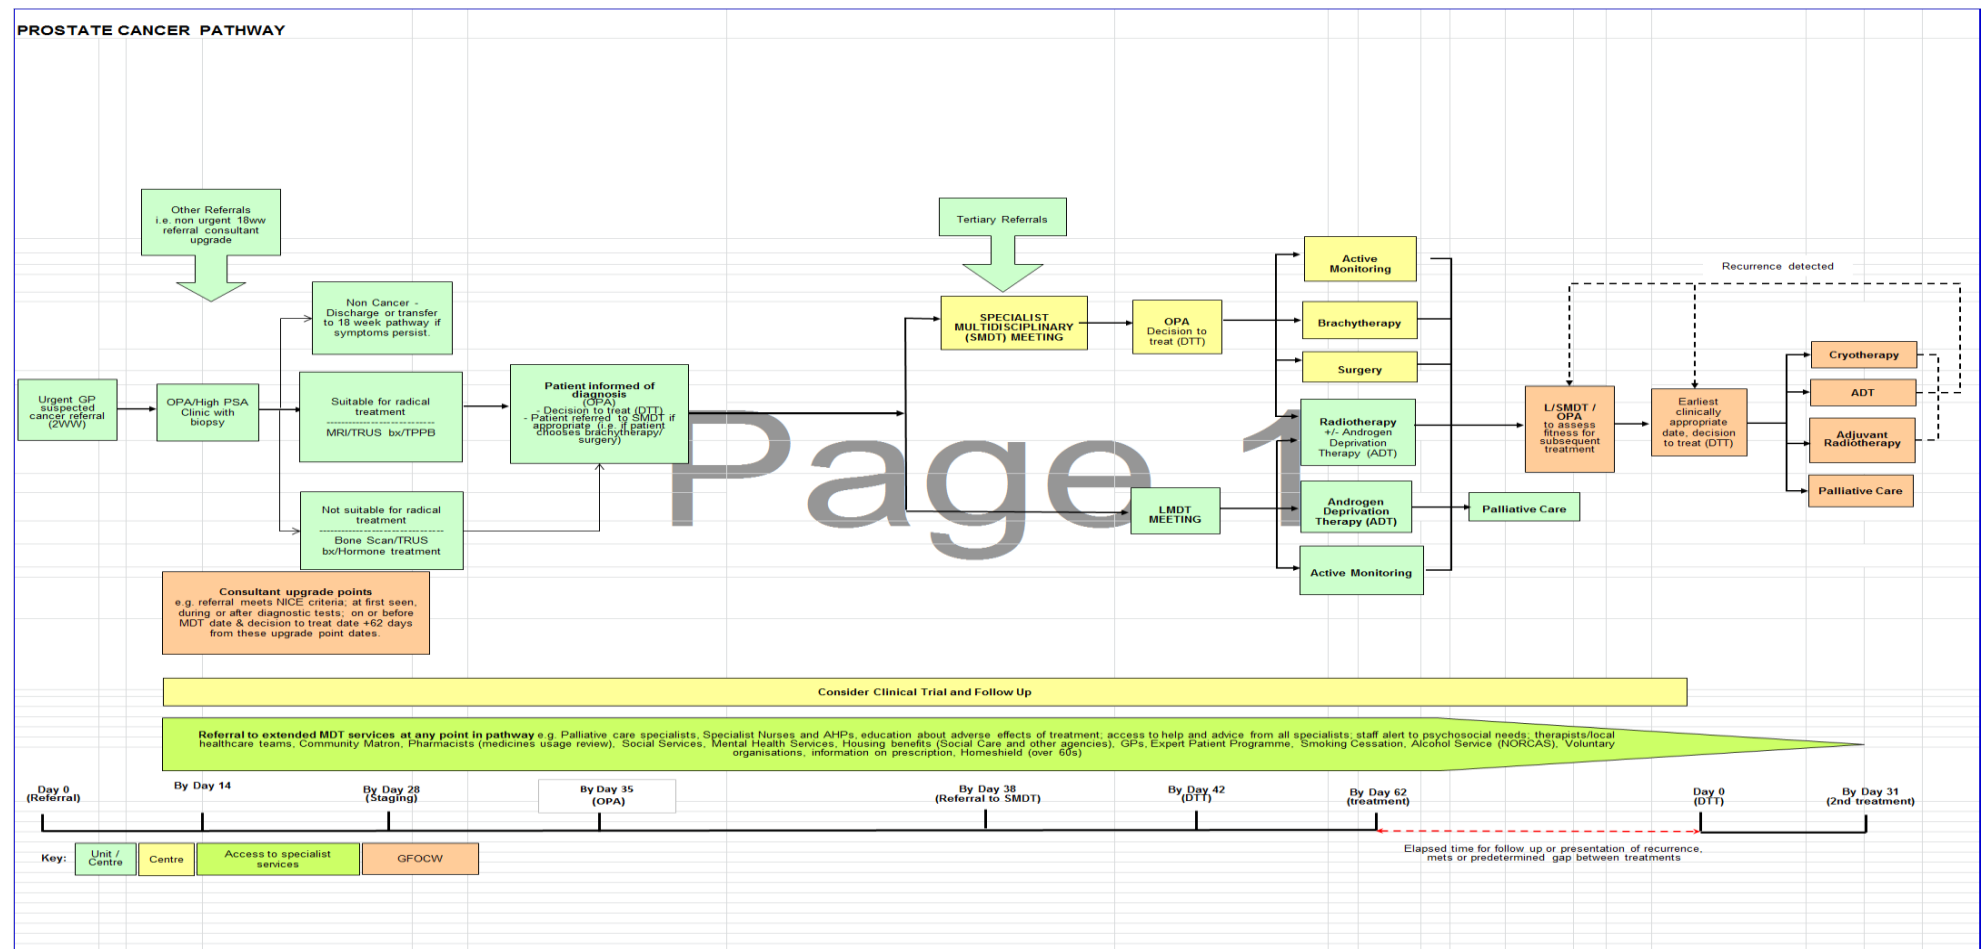 PROSTATE CANCER PATHWAY
Other Referrals
i.e. non urgent 18ww
referral consultant
upgrade
Tertiary Referrals
Non Cancer -
Discharge or transfer
to 18 week pathway if
symptoms persist.
Urgent GP
suspected
cancer referral
(2WW)
OPA/High PSA
Clinic with
biopsy
Suitable for radical
treatment
----------------------------
MRI/TRUS bx/TPPB
Not suitable for radical
treatment
--------------------------------
Bone Scan/TRUS
bx/Hormone treatment
Patient informed of
diagnosis
(OPA)
- Decision to treat (DTT)
- Patient referred to SMDT if
appropriate (i.e. if patient
chooses brachytherapy/
surgery)
SPECIALIST
MULTIDISCIPLINARY
(SMDT) MEETING
OPA
Decision to
treat (DTT)
LMDT
MEETING
Active
Monitoring
Brachytherapy
Surgery
Radiotherapy
+/- Androgen
Deprivation
Therapy (ADT)
Androgen
Deprivation
Therapy (ADT)
Active Monitoring
Palliative Care
Recurrence detected
L/SMDT /
OPA
to assess
fitness for
subsequent
treatment
Earliest
clinically
appropriate
date, decision
to treat (DTT)
Cryotherapy
ADT
Adjuvant
Radiotherapy
Palliative Care
Page 1
Consultant upgrade points
e.g. referral meets NICE criteria; at first seen,
during or after diagnostic tests; on or before
MDT date & decision to treat date +62 days
from these upgrade point dates.
Consider Clinical Trial and Follow Up
Referral to extended MDT services at any point in pathway e.g. Palliative care specialists, Specialist Nurses and AHPs, education about adverse effects of treatment; access to help and advice from all specialists; staff alert to psychosocial needs; therapists/local
healthcare teams, Community Matron, Pharmacists (medicines usage review), Social Services, Mental Health Services, Housing benefits (Social Care and other agencies), GPs, Expert Patient Programme, Smoking Cessation, Alcohol Service (NORCAS), Voluntary
organisations, information on prescription, Homeshield (over 60s)
Day 0
(Referral)
By Day 14
By Day 28
(Staging)
By Day 35
(OPA)
By Day 38
(Referral to SMDT)
By Day 42
(DTT)
By Day 62
(treatment)
Day 0
(DTT)
By Day 31
(2nd treatment)
Elapsed time for follow up or presentation of recurrence,
mets or predetermined gap between treatments
Key:
Unit /
Centre
Centre
Access to specialist
services
GFOCW